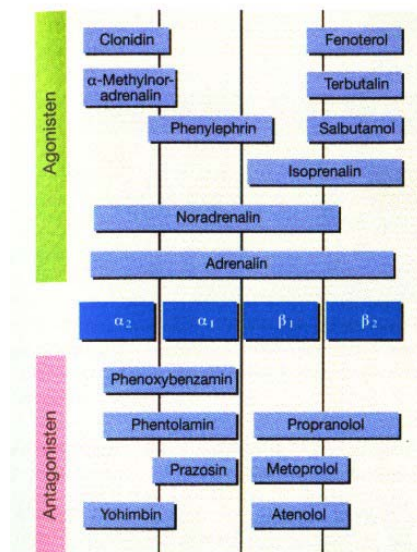 Agonisten
Clonidin
Fenoterol
α-Methylnor-
adrenalin
Terbutalin
Phenylephrin
Salbutamol
Isoprenalin
Noradrenalin
Adrenalin
α₂
α₁
β₁
β₂
Antagonisten
Phenoxybenzamin
Phentolamin
Propranolol
Prazosin
Metoprolol
Yohimbin
Atenolol